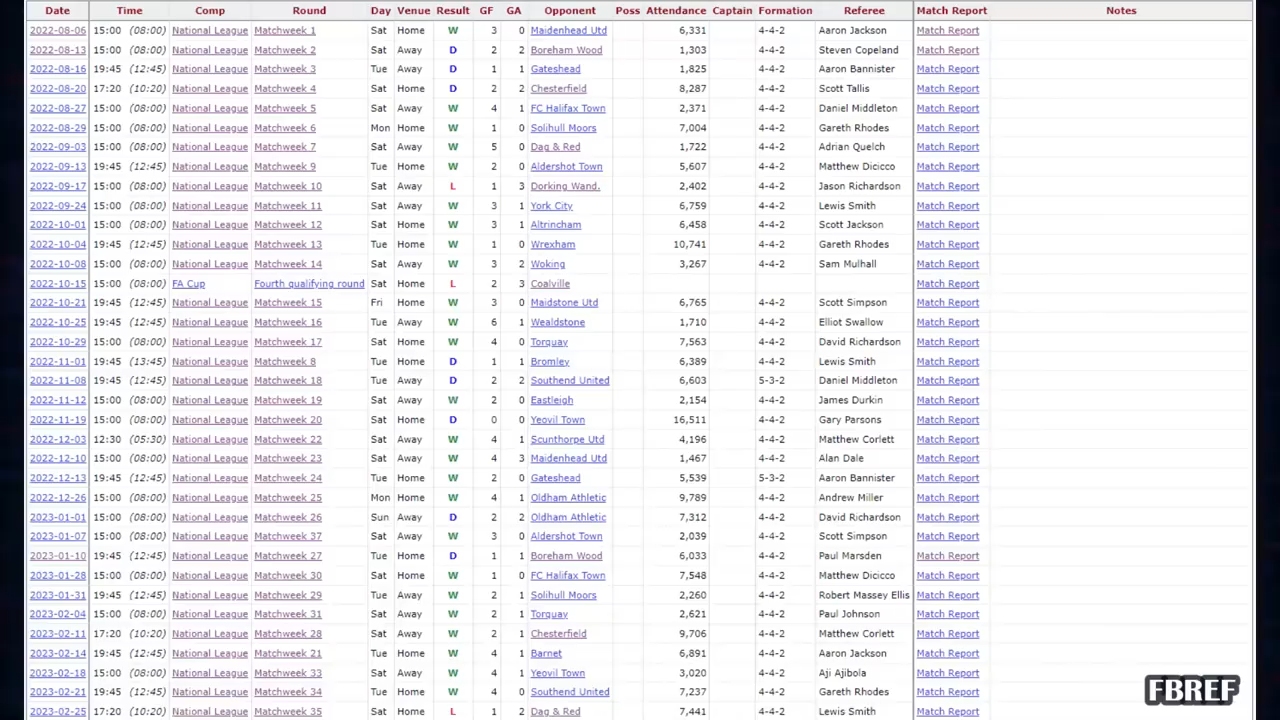 Date Time Comp Round Day Venue Result GF GA Opponent Poss Attendance Captain Formation Referee Match Report Notes
2022-08-06 15:00 (08:00) National League Matchweek 1 Sat Home W 3 0 Maidenhead Utd 6,331 4-4-2 Aaron Jackson Match Report
2022-08-13 15:00 (08:00) National League Matchweek 2 Sat Away D 2 2 Boreham Wood 1,303 4-4-2 Steven Copeland Match Report
2022-08-16 19:45 (12:45) National League Matchweek 3 Tue Away D 1 1 Gateshead 1,825 4-4-2 Aaron Bannister Match Report
2022-08-20 17:20 (10:20) National League Matchweek 4 Sat Home D 2 2 Chesterfield 8,287 4-4-2 Scott Tallis Match Report
2022-08-27 15:00 (08:00) National League Matchweek 5 Sat Away W 4 1 FC Halifax Town 2,371 4-4-2 Daniel Middleton Match Report
2022-08-29 15:00 (08:00) National League Matchweek 6 Mon Home W 1 0 Solihull Moors 7,004 4-4-2 Gareth Rhodes Match Report
2022-09-03 15:00 (08:00) National League Matchweek 7 Sat Away W 5 0 Dag & Red 1,722 4-4-2 Adrian Quelch Match Report
2022-09-13 19:45 (12:45) National League Matchweek 9 Tue Home W 2 0 Aldershot Town 5,607 4-4-2 Matthew Dicicco Match Report
2022-09-17 15:00 (08:00) National League Matchweek 10 Sat Away L 1 3 Dorking Wand. 2,402 4-4-2 Jason Richardson Match Report
2022-09-24 15:00 (08:00) National League Matchweek 11 Sat Away W 3 1 York City 6,759 4-4-2 Lewis Smith Match Report
2022-10-01 15:00 (08:00) National League Matchweek 12 Sat Home W 3 1 Altrincham 6,458 4-4-2 Scott Jackson Match Report
2022-10-04 19:45 (12:45) National League Matchweek 13 Tue Home W 1 0 Wrexham 10,741 4-4-2 Gareth Rhodes Match Report
2022-10-08 15:00 (08:00) National League Matchweek 14 Sat Away W 3 2 Woking 3,267 4-4-2 Sam Mulhall Match Report
2022-10-15 15:00 (08:00) FA Cup Fourth qualifying round Sat Home L 2 3 Coalville Match Report
2022-10-21 19:45 (12:45) National League Matchweek 15 Fri Home W 3 0 Maidstone Utd 6,765 4-4-2 Scott Simpson Match Report
2022-10-25 19:45 (12:45) National League Matchweek 16 Tue Away W 6 1 Wealdstone 1,710 4-4-2 Elliot Swallow Match Report
2022-10-29 15:00 (08:00) National League Matchweek 17 Sat Home W 4 0 Torquay 7,563 4-4-2 David Richardson Match Report
2022-11-01 19:45 (13:45) National League Matchweek 8 Tue Home D 1 1 Bromley 6,389 4-4-2 Lewis Smith Match Report
2022-11-08 19:45 (12:45) National League Matchweek 18 Tue Away D 2 2 Southend United 6,603 5-3-2 Daniel Middleton Match Report
2022-11-12 15:00 (08:00) National League Matchweek 19 Sat Away W 2 0 Eastleigh 2,154 4-4-2 James Durkin Match Report
2022-11-19 15:00 (08:00) National League Matchweek 20 Sat Home D 0 0 Yeovil Town 16,511 4-4-2 Gary Parsons Match Report
2022-12-03 12:30 (05:30) National League Matchweek 22 Sat Away W 4 1 Scunthorpe Utd 4,196 4-4-2 Matthew Corlett Match Report
2022-12-10 15:00 (08:00) National League Matchweek 23 Sat Away W 4 3 Maidenhead Utd 1,467 4-4-2 Alan Dale Match Report
2022-12-13 19:45 (12:45) National League Matchweek 24 Tue Home W 2 0 Gateshead 5,539 5-3-2 Aaron Bannister Match Report
2022-12-26 15:00 (08:00) National League Matchweek 25 Mon Home W 4 1 Oldham Athletic 9,789 4-4-2 Andrew Miller Match Report
2023-01-01 15:00 (08:00) National League Matchweek 26 Sun Away D 2 2 Oldham Athletic 7,312 4-4-2 David Richardson Match Report
2023-01-07 15:00 (08:00) National League Matchweek 37 Sat Away W 3 0 Aldershot Town 2,039 4-4-2 Scott Simpson Match Report
2023-01-10 19:45 (12:45) National League Matchweek 27 Tue Home D 1 1 Boreham Wood 6,033 4-4-2 Paul Marsden Match Report
2023-01-28 15:00 (08:00) National League Matchweek 30 Sat Home W 1 0 FC Halifax Town 7,548 4-4-2 Matthew Dicicco Match Report
2023-01-31 19:45 (12:45) National League Matchweek 29 Tue Away W 2 1 Solihull Moors 2,260 4-4-2 Robert Massey Ellis Match Report
2023-02-04 15:00 (08:00) National League Matchweek 31 Sat Away W 2 1 Torquay 2,621 4-4-2 Paul Johnson Match Report
2023-02-11 17:20 (10:20) National League Matchweek 28 Sat Away W 2 1 Chesterfield 9,706 4-4-2 Matthew Corlett Match Report
2023-02-14 19:45 (12:45) National League Matchweek 21 Tue Home W 4 1 Barnet 6,891 4-4-2 Aaron Jackson Match Report
2023-02-18 15:00 (08:00) National League Matchweek 33 Sat Away W 4 1 Yeovil Town 3,020 4-4-2 Aji Ajibola Match Report
2023-02-21 19:45 (12:45) National League Matchweek 34 Tue Home W 4 0 Southend United 7,237 4-4-2 Gareth Rhodes Match Report
2023-02-25 17:20 (10:20) National League Matchweek 35 Sat Home L 1 2 Dag & Red 7,441 4-4-2 Lewis Smith Match Report
FBREF